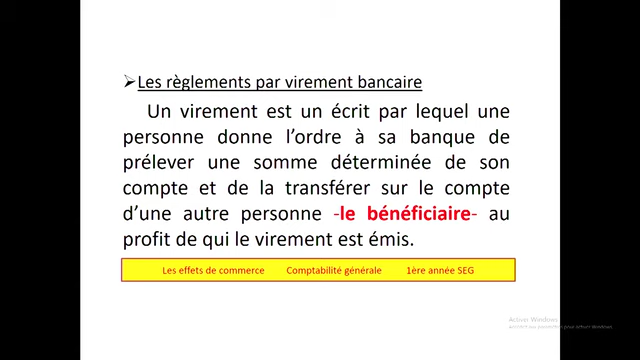 ➢Les règlements par virement bancaire
Un virement est un écrit par lequel une
personne donne l'ordre à sa banque de
prélever une somme déterminée de son
compte et de la transférer sur le compte
d'une autre personne -le bénéficiaire- au
profit de qui le virement est émis.
Les effets de commerce Comptabilité générale 1ère année SEG
Activer Windows